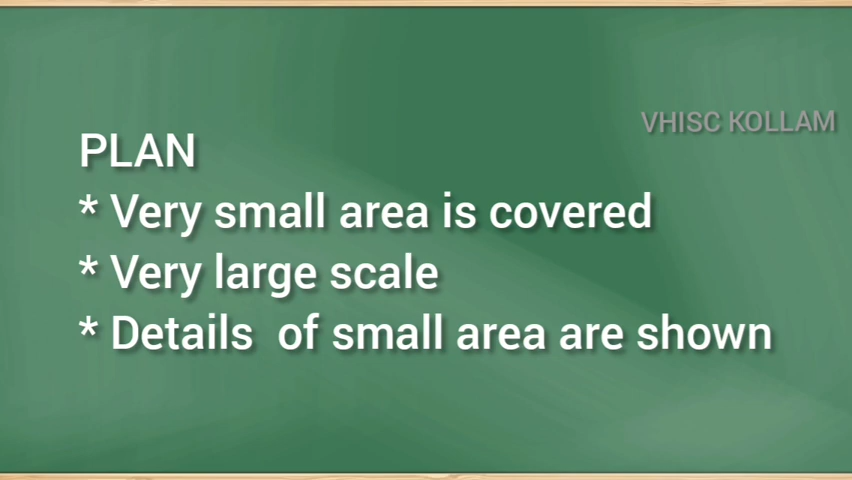 VHISC KOLLAM
PLAN
* Very small area is covered
* Very large scale
* Details  of small area are shown